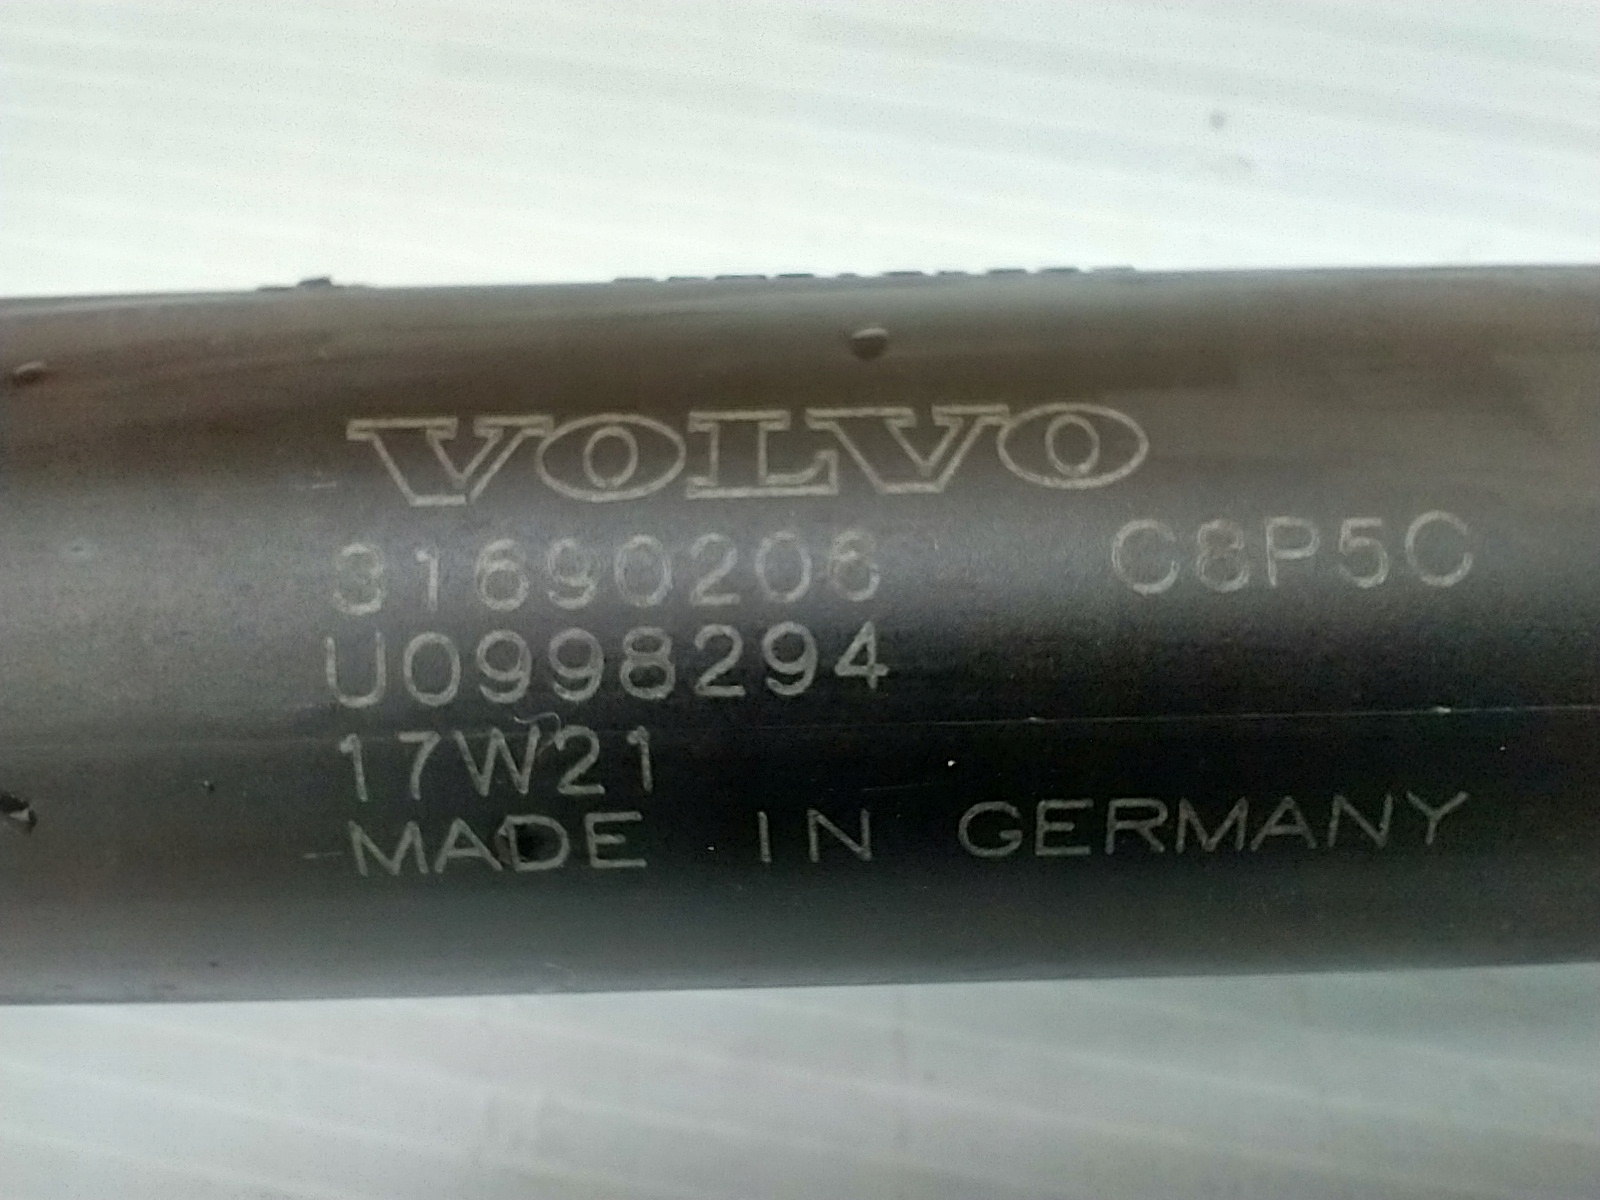 VOLVO
31690206 C8P5C
U0998294
17W21
MADE IN GERMANY